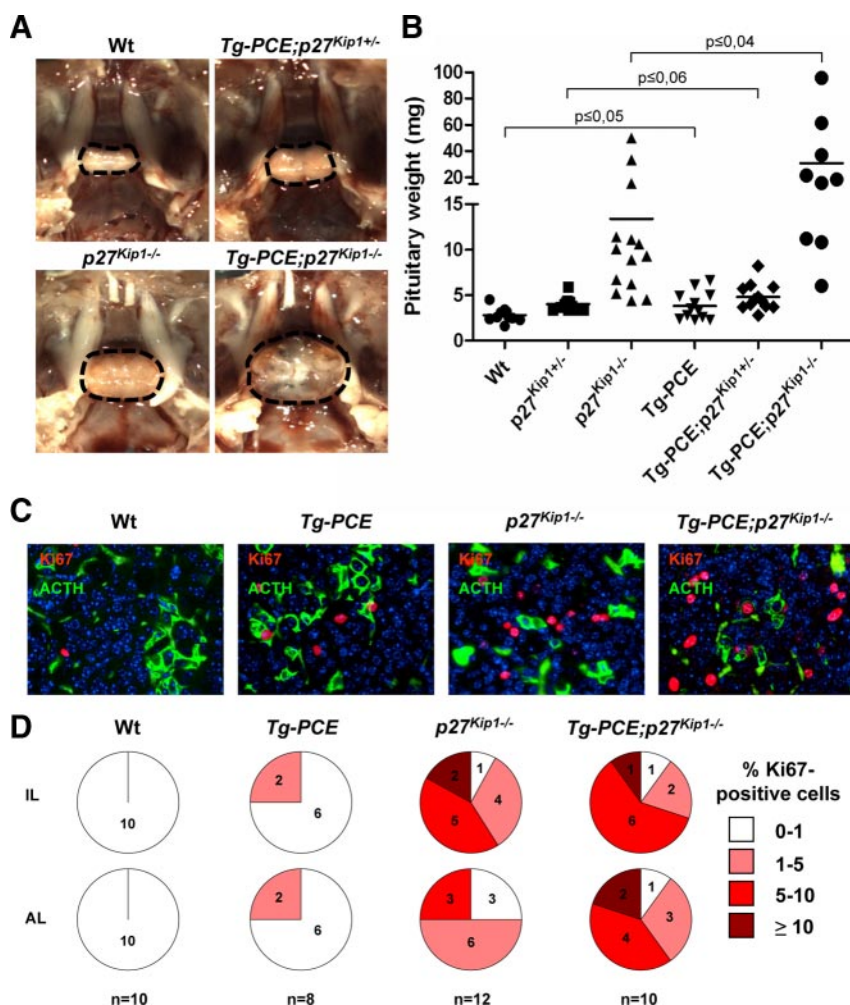 A
Wt
Tg-PCE;p27Kip1+/-
p27Kip1-/-
Tg-PCE;p27Kip1-/-
B
Pituitary weight (mg)
100
80
60
40
20
15
10
5
0
p≤0,04
p≤0,06
p≤0,05
Wt
p27Kip1+/-
p27Kip1-/-
Tg-PCE
Tg-PCE;p27Kip1+/-
Tg-PCE;p27Kip1-/-
C
Wt
Tg-PCE
p27Kip1-/-
Tg-PCE;p27Kip1-/-
Ki67
ACTH
Ki67
ACTH
Ki67
ACTH
Ki67
ACTH
D
Wt
Tg-PCE
p27Kip1-/-
Tg-PCE;p27Kip1-/-
IL
10
2
6
1
4
5
2
1
2
6
1
AL
10
2
6
3
6
3
1
3
4
2
n=10
n=8
n=12
n=10
% Ki67-
positive cells
0-1
1-5
5-10
≥ 10